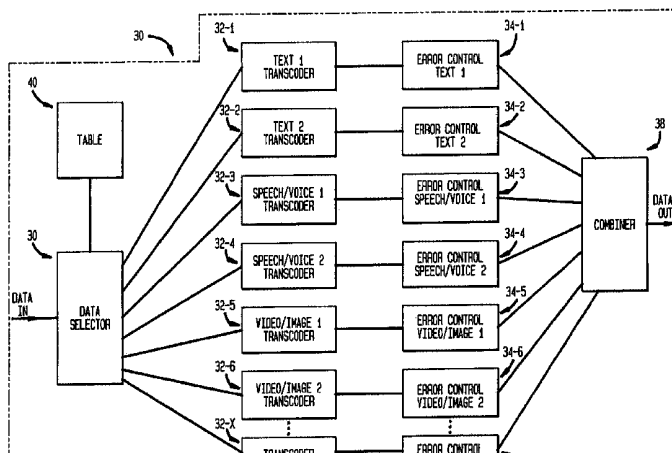 30
32-1
34-1
TEXT 1
TRANSCODER
ERROR CONTROL
TEXT 1
40
TABLE
32-2
34-2
TEXT 2
TRANSCODER
ERROR CONTROL
TEXT 2
38
COMBINER
DATA
OUT
32-3
34-3
SPEECH/VOICE 1
TRANSCODER
ERROR CONTROL
SPEECH/VOICE 1
30
DATA
SELECTOR
DATA
IN
32-4
34-4
SPEECH/VOICE 2
TRANSCODER
ERROR CONTROL
SPEECH/VOICE 2
32-5
34-5
VIDEO/IMAGE 1
TRANSCODER
ERROR CONTROL
VIDEO/IMAGE 1
32-6
34-6
VIDEO/IMAGE 2
TRANSCODER
ERROR CONTROL
VIDEO/IMAGE 2
32-X
TRANSCODER
ERROR CONTROL